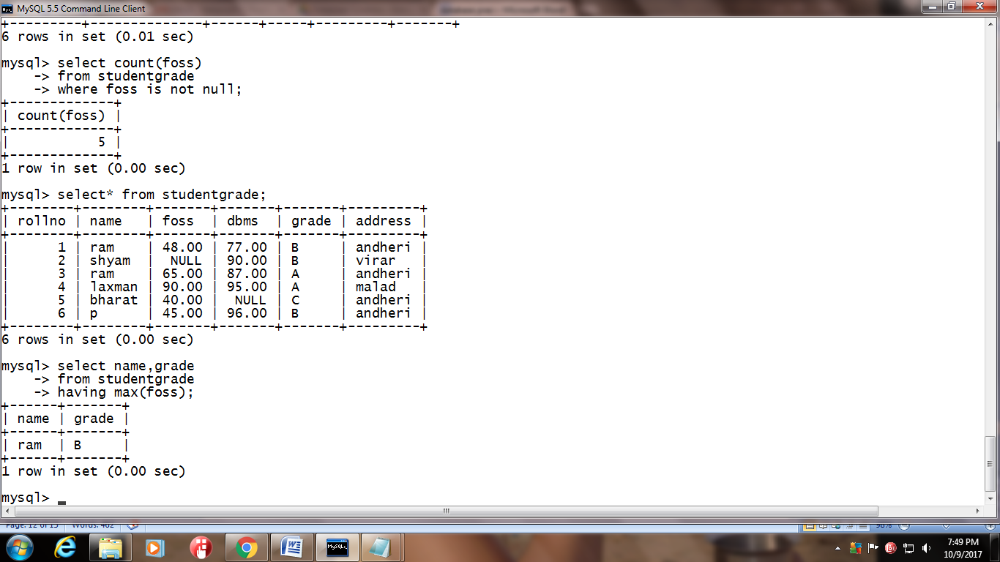 MySQL 5.5 Command Line Client
+---------+--------------+------+-----+---------+-------+
6 rows in set (0.01 sec)
mysql> select count(foss)
    -> from studentgrade
    -> where foss is not null;
+-------------+
| count(foss) |
+-------------+
|           5 |
+-------------+
1 row in set (0.00 sec)
mysql> select* from studentgrade;
+--------+--------+-------+-------+-------+---------+
| rollno | name   | foss  | dbms  | grade | address |
+--------+--------+-------+-------+-------+---------+
|      1 | ram    | 48.00 | 77.00 | B     | andheri |
|      2 | shyam  |  NULL | 90.00 | B     | virar   |
|      3 | ram    | 65.00 | 87.00 | A     | andheri |
|      4 | laxman | 90.00 | 95.00 | A     | malad   |
|      5 | bharat | 40.00 |  NULL | C     | andheri |
|      6 | p      | 45.00 | 96.00 | B     | andheri |
+--------+--------+-------+-------+-------+---------+
6 rows in set (0.00 sec)
mysql> select name,grade
    -> from studentgrade
    -> having max(foss);
+------+-------+
| name | grade |
+------+-------+
| ram  | B     |
+------+-------+
1 row in set (0.00 sec)
mysql>
Page: 12 of 15 Words: 462 98%
7:49 PM
10/9/2017